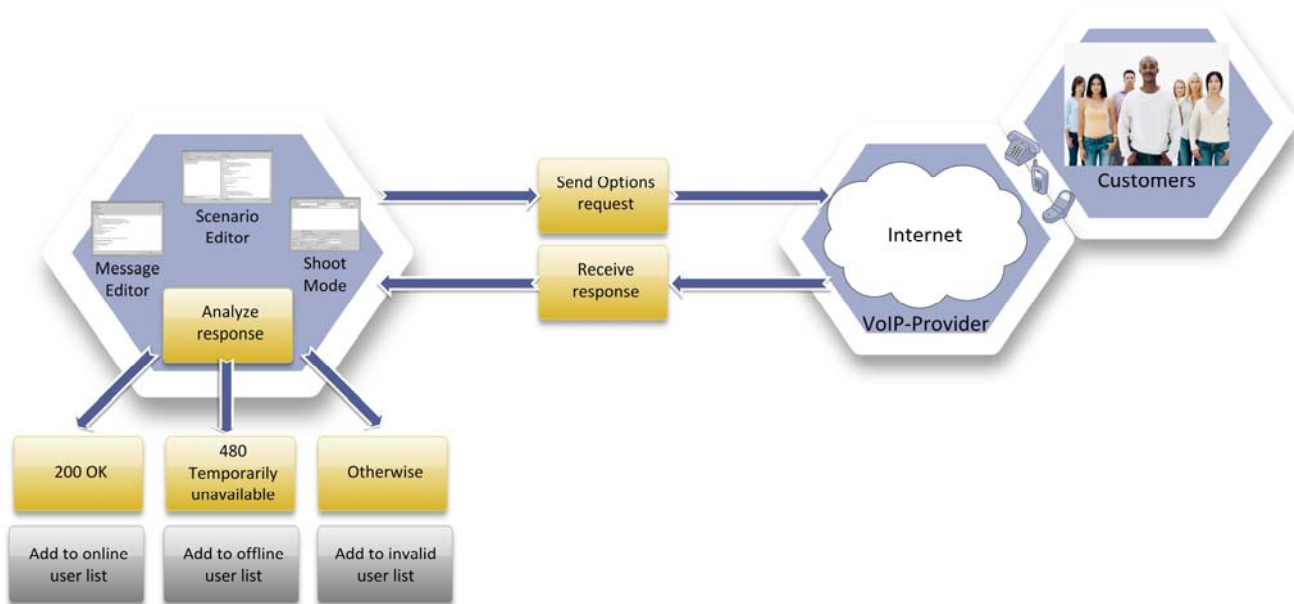 Scenario
Editor
Message
Editor
Shoot
Mode
Analyze
response
Send Options
request
Receive
response
Internet
VoIP-Provider
Customers
200 OK
480
Temporarily
unavailable
Otherwise
Add to online
user list
Add to offline
user list
Add to invalid
user list